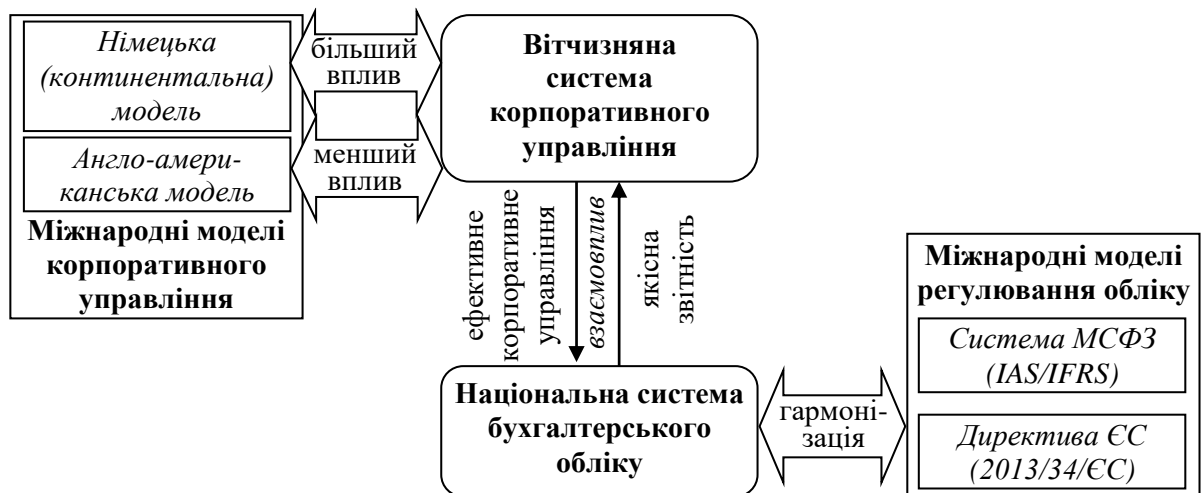 Німецька
(континентальна)
модель
Англо-амери-
канська модель
Міжнародні моделі
корпоративного
управління
більший
вплив
менший
вплив
Вітчизняна
система
корпоративного
управління
ефективне
корпоративне
управління
взаємовплив
якісна
звітність
Національна система
бухгалтерського
обліку
гармоні-
зація
Міжнародні моделі
регулювання обліку
Система МСФЗ
(IAS/IFRS)
Директива ЄС
(2013/34/ЄС)